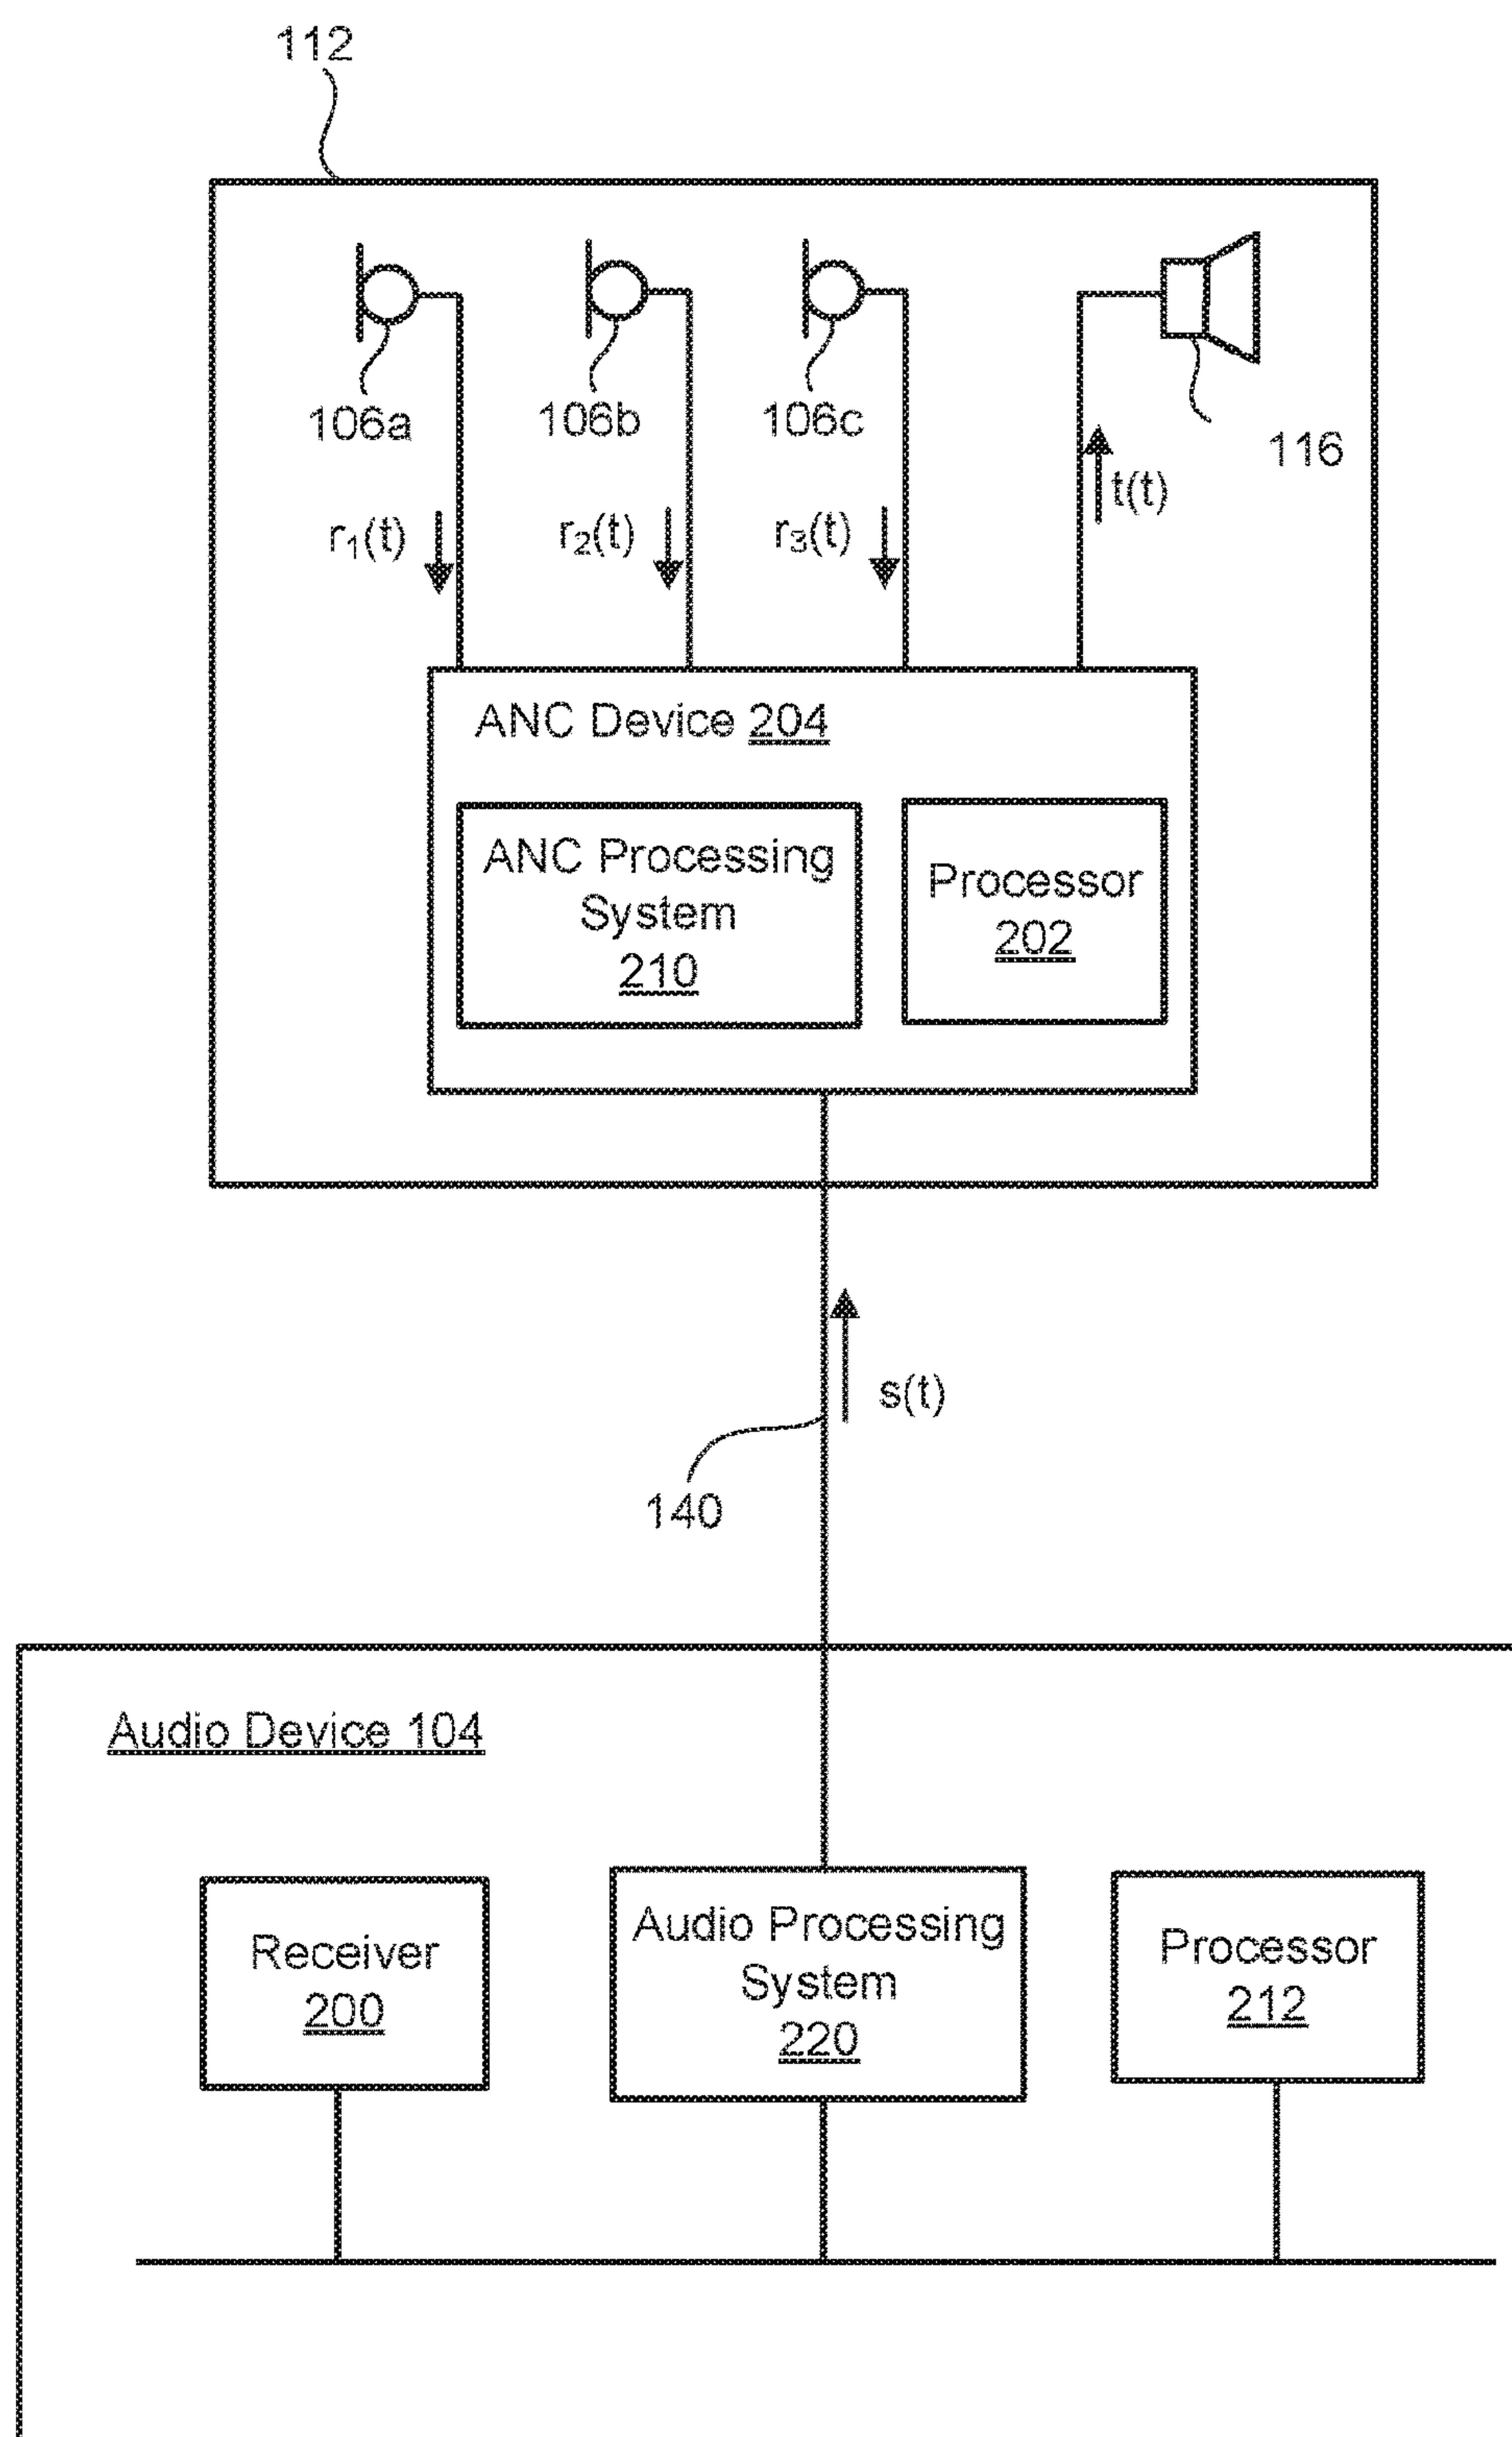 112
106a
106b
106c
116
r₁(t)
r₂(t)
r₃(t)
t(t)
ANC Device 204
ANC Processing
System
210
Processor
202
s(t)
140
Audio Device 104
Receiver
200
Audio Processing
System
220
Processor
212